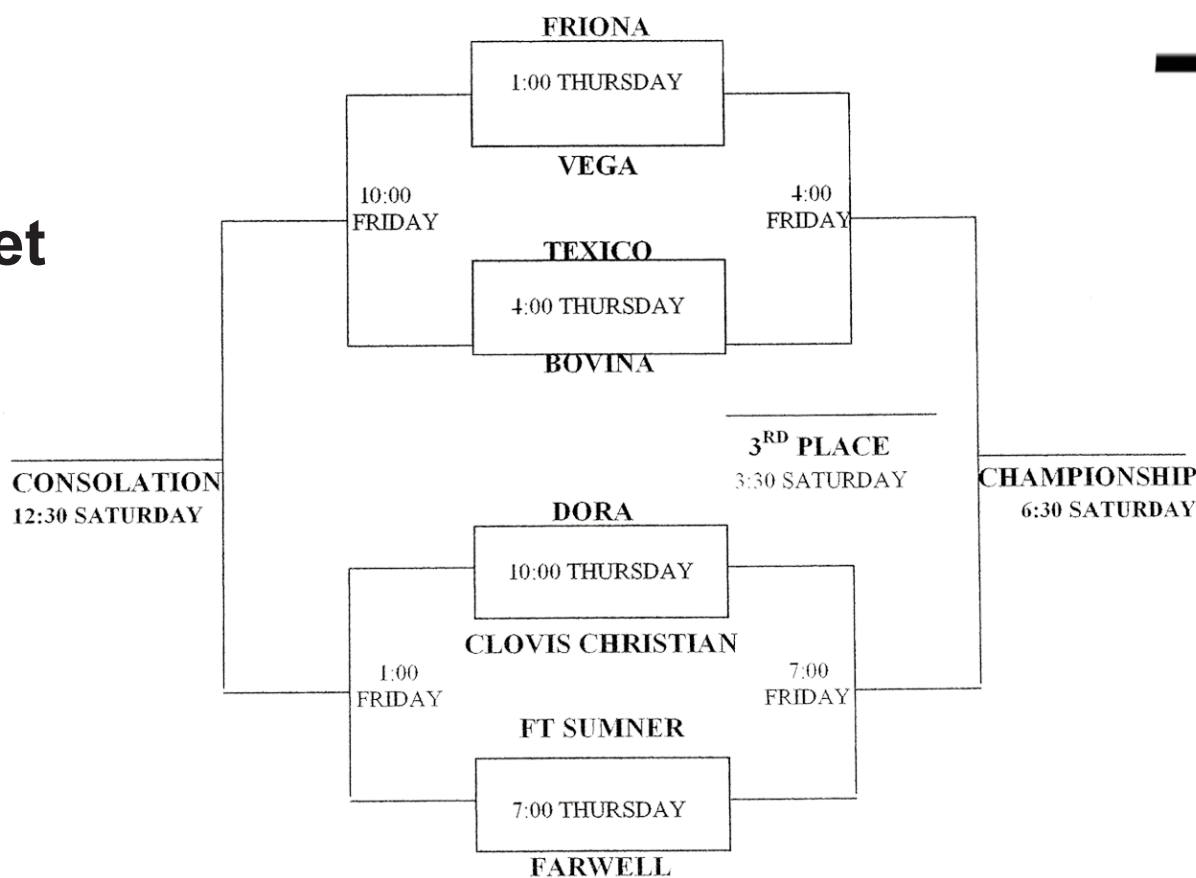 FRIONA
1:00 THURSDAY
VEGA
10:00
FRIDAY
4:00
FRIDAY
et
TEXICO
4:00 THURSDAY
BOVINA
3RD PLACE
3:30 SATURDAY
CONSOLATION
12:30 SATURDAY
CHAMPIONSHIP
6:30 SATURDAY
DORA
10:00 THURSDAY
CLOVIS CHRISTIAN
1:00
FRIDAY
7:00
FRIDAY
FT SUMNER
7:00 THURSDAY
FARWELL